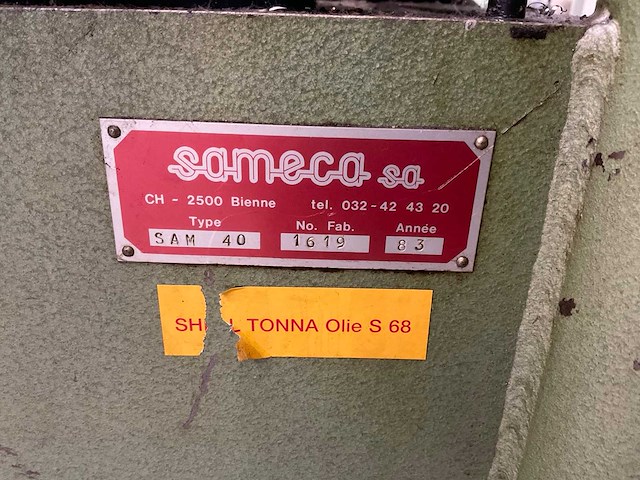 sameca sa
CH - 2500 Bienne tel. 032 - 42 43 20
Type No. Fab. Année
SAM 40 1619 83
TONNA Olie S 68